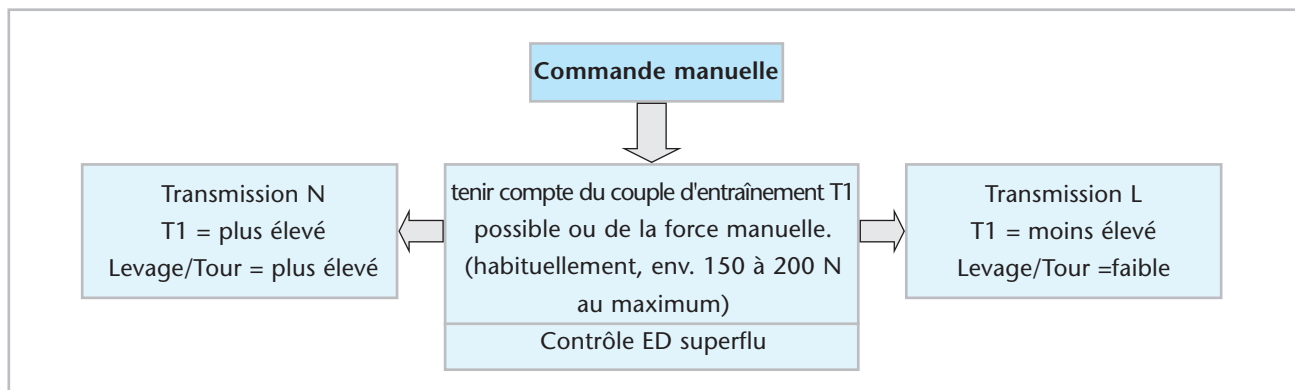 Commande manuelle
Transmission N
T1 = plus élevé
Levage/Tour = plus élevé
tenir compte du couple d'entraînement T1
possible ou de la force manuelle.
(habituellement, env. 150 à 200 N
au maximum)
Contrôle ED superflu
Transmission L
T1 = moins élevé
Levage/Tour =faible